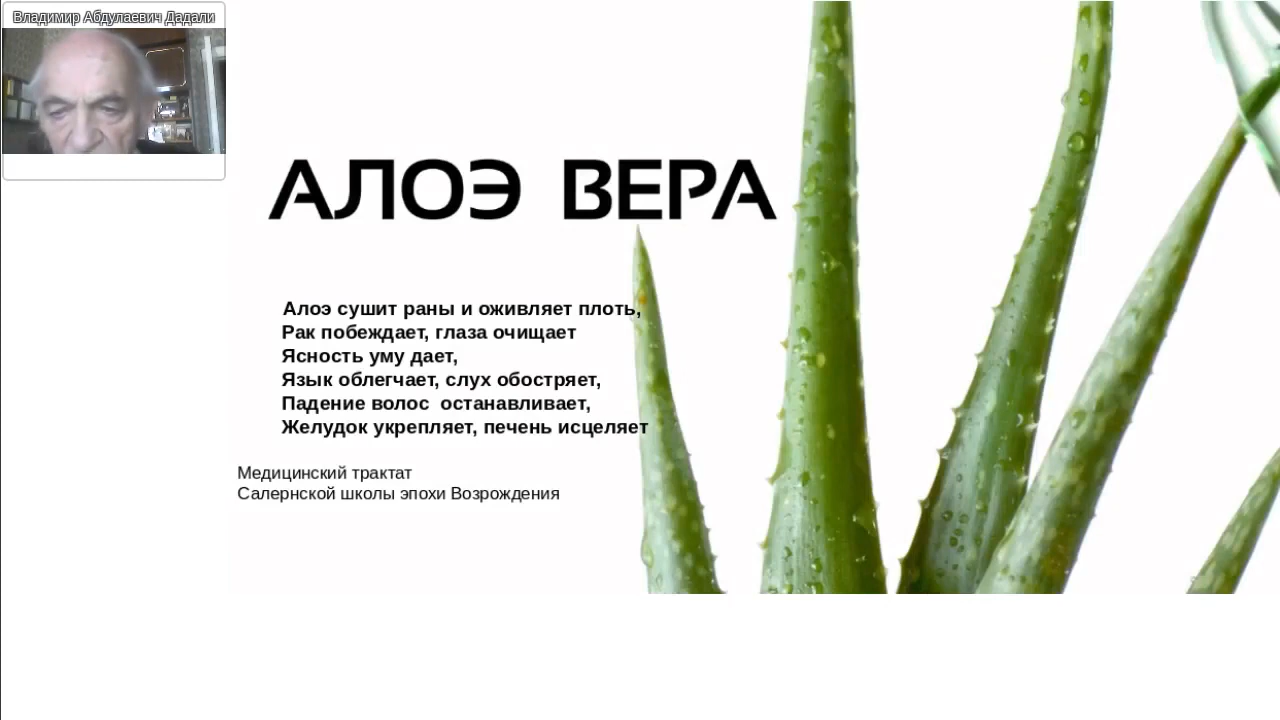 Владимир Абдулаевич Дадали
АЛОЭ ВЕРА
Алоэ сушит раны и оживляет плоть,
Рак побеждает, глаза очищает
Ясность уму дает,
Язык облегчает, слух обостряет,
Падение волос останавливает,
Желудок укрепляет, печень исцеляет
Медицинский трактат
Салернской школы эпохи Возрождения